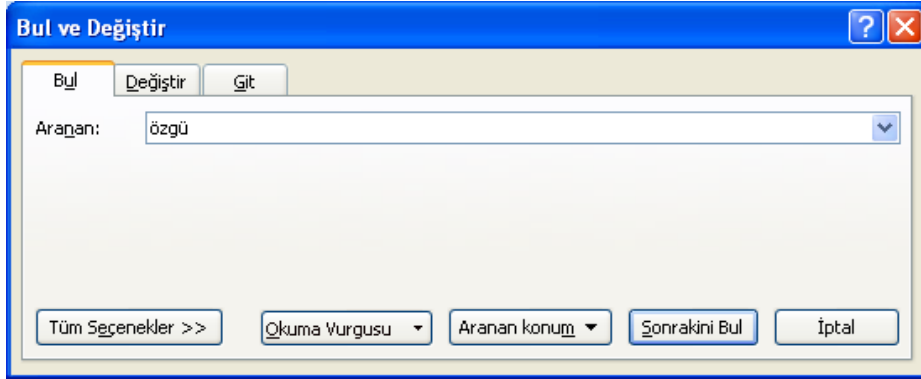 Bul ve Değiştir
Bul Değiştir Git
Aranan: özgü
Tüm Seçenekler >> Okuma Vurgusu Aranan konum Sonrakini Bul İptal